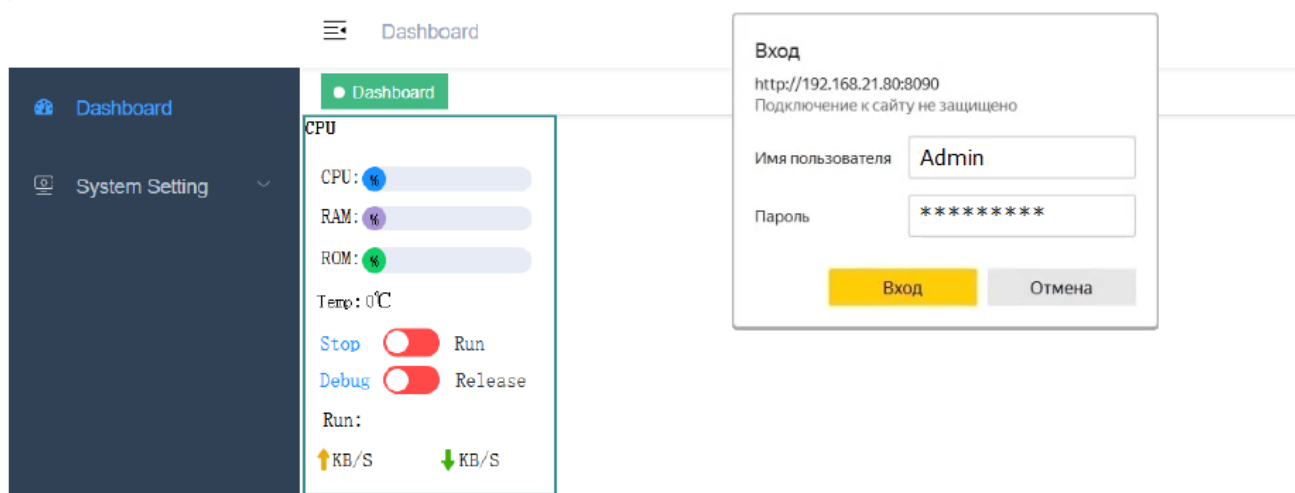 Dashboard
Dashboard
System Setting
Dashboard
CPU
CPU: %
RAM: %
ROM: %
Temp: 0℃
Stop Run
Debug Release
Run:
KB/S KB/S
Вход
http://192.168.21.80:8090
Подключение к сайту не защищено
Имя пользователя Admin
Пароль *********
Вход Отмена